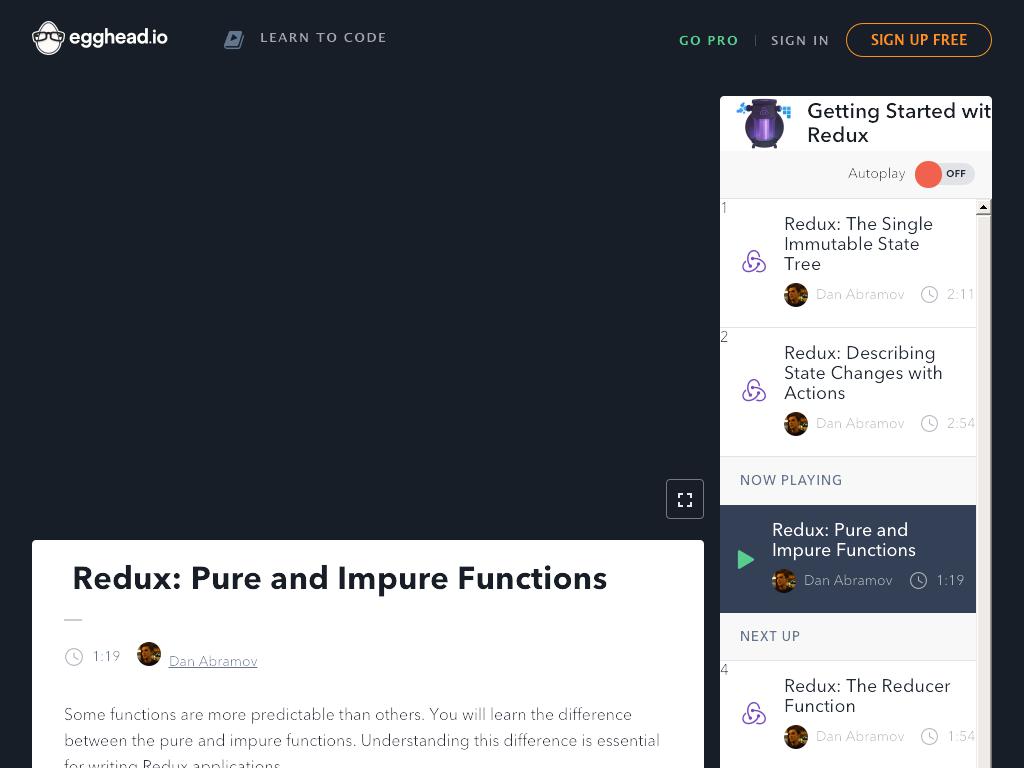 egghead.io
LEARN TO CODE
GO PRO
SIGN IN
SIGN UP FREE
Getting Started wit
Redux
Autoplay
OFF
1
Redux: The Single
Immutable State
Tree
Dan Abramov 2:11
2
Redux: Describing
State Changes with
Actions
Dan Abramov 2:54
NOW PLAYING
Redux: Pure and
Impure Functions
Dan Abramov 1:19
NEXT UP
4
Redux: The Reducer
Function
Dan Abramov 1:54
Redux: Pure and Impure Functions
1:19 Dan Abramov
Some functions are more predictable than others. You will learn the difference
between the pure and impure functions. Understanding this difference is essential
for writing Redux applications.